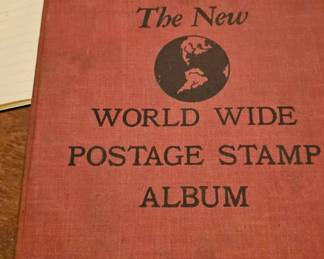 The New
WORLD WIDE
POSTAGE STAMP
ALBUM